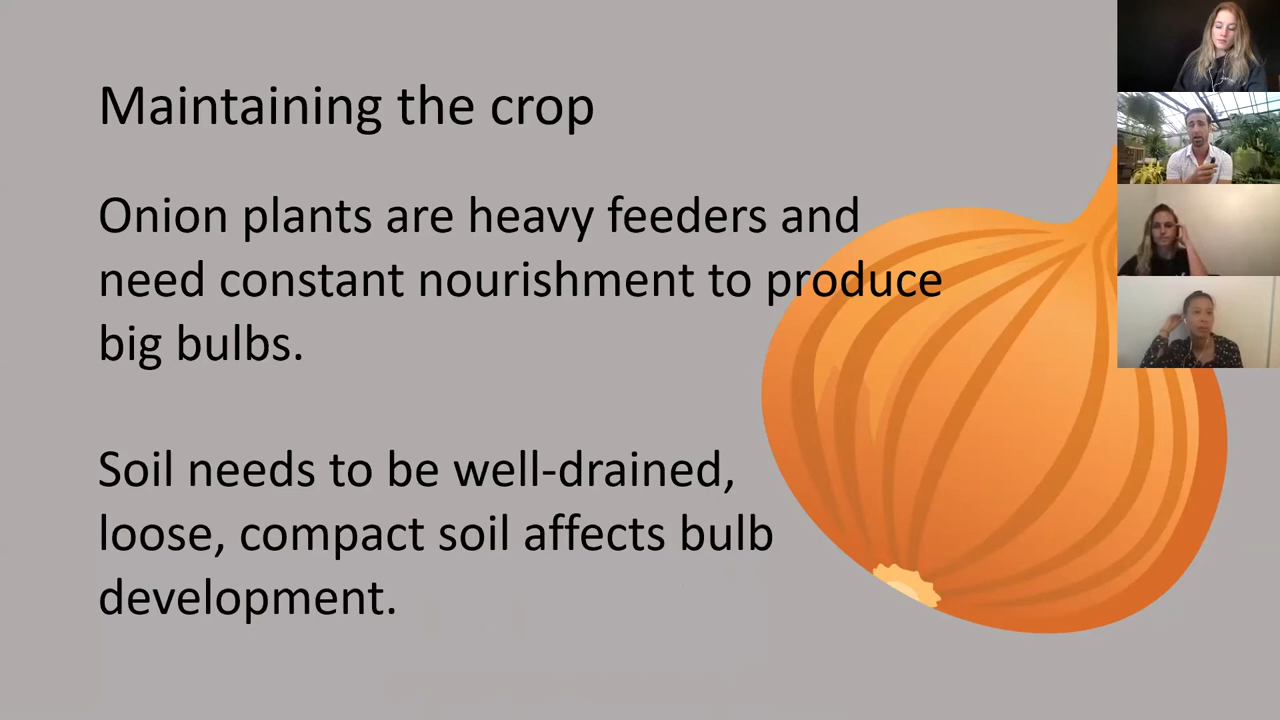 Maintaining the crop
Onion plants are heavy feeders and
need constant nourishment to produce
big bulbs.
Soil needs to be well-drained,
loose, compact soil affects bulb
development.